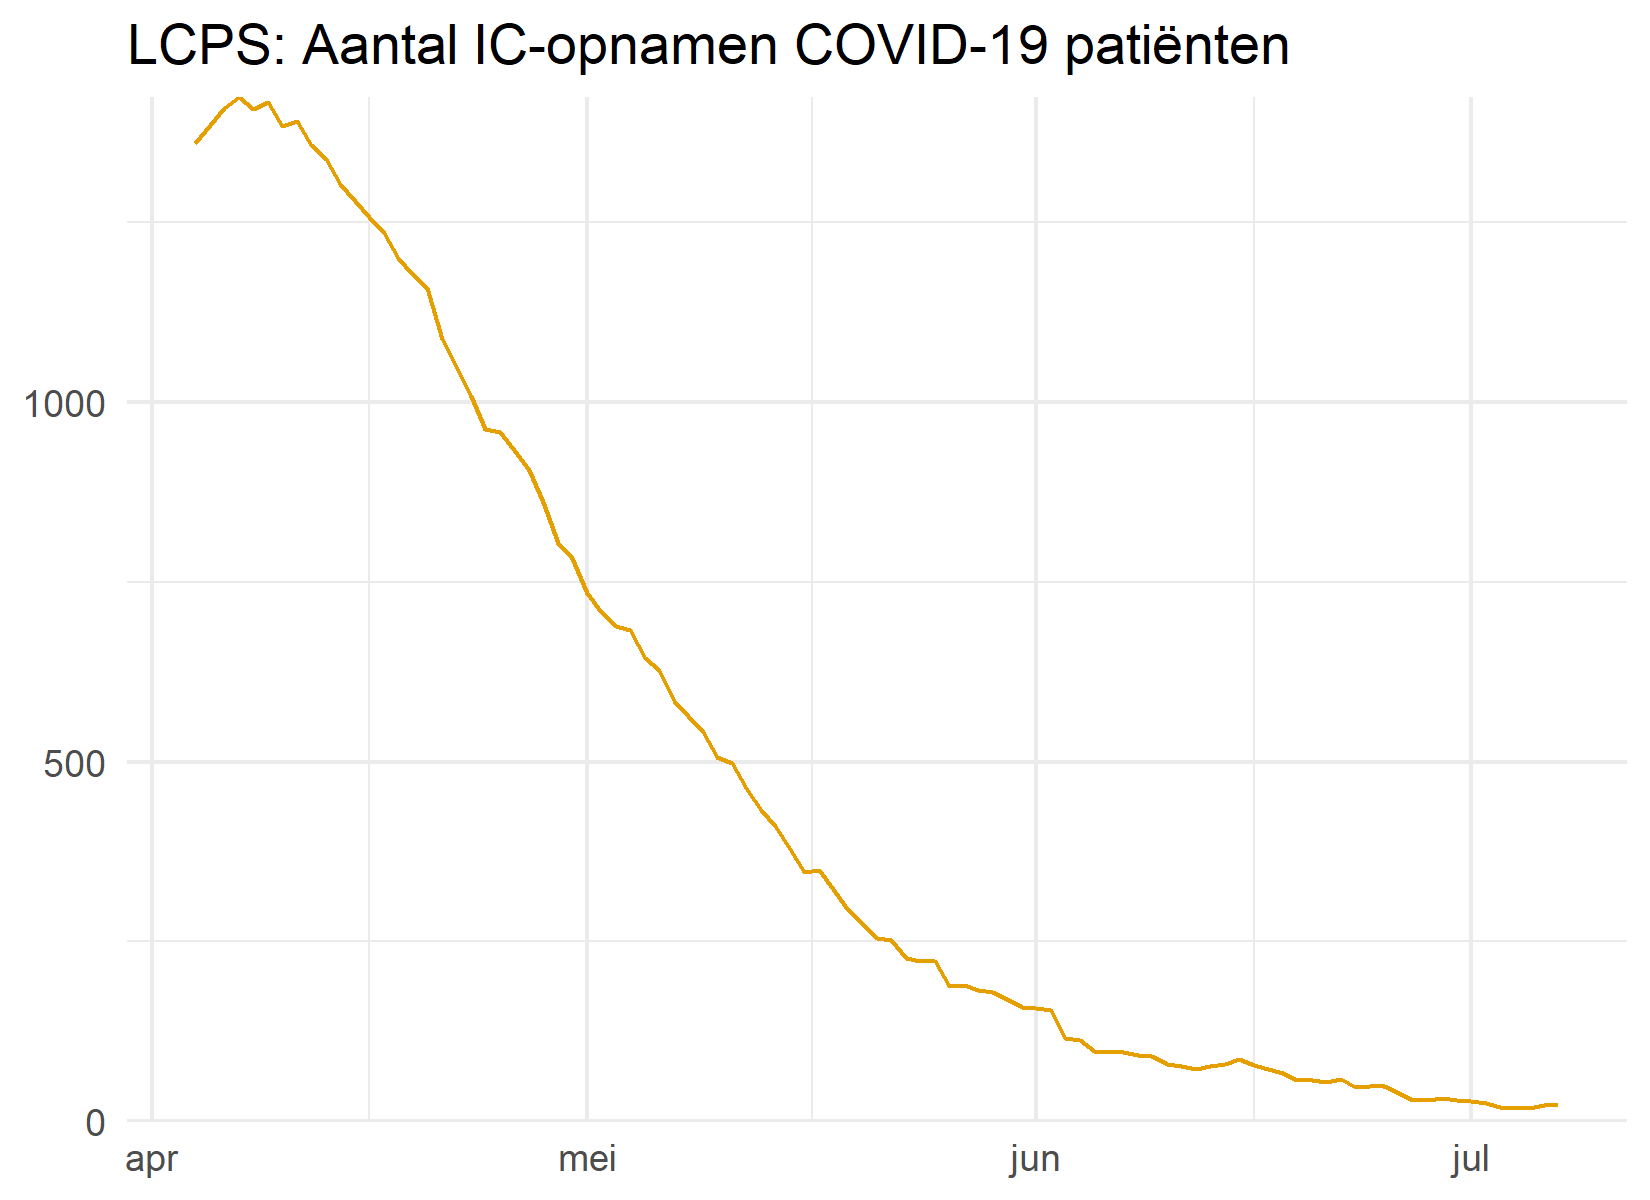 LCPS: Aantal IC-opnamen COVID-19 patiënten
1000
500
0
apr
mei
jun
jul